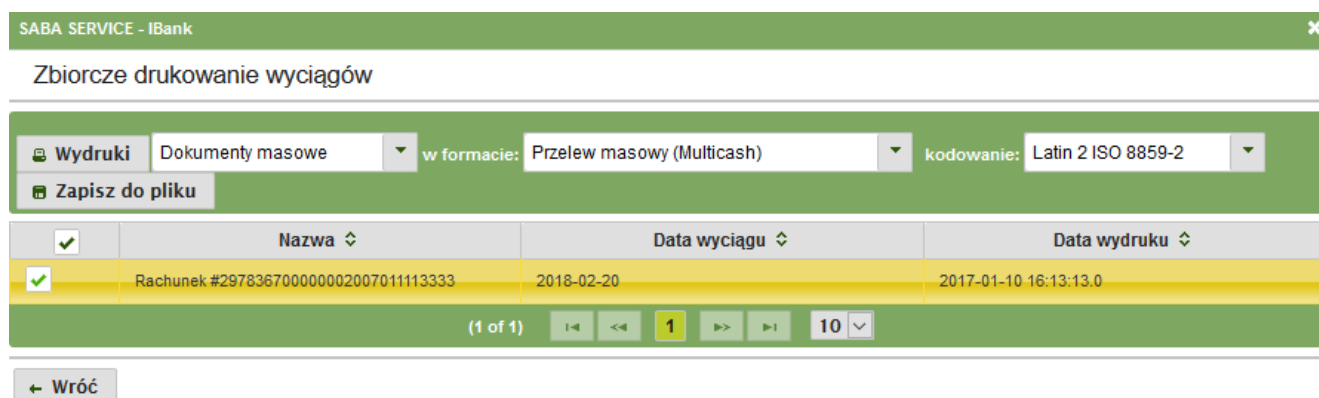 SABA SERVICE - IBank
Zbiorcze drukowanie wyciągów
Wydruki Dokumenty masowe w formacie: Przelew masowy (Multicash) kodowanie: Latin 2 ISO 8859-2
Zapisz do pliku
Nazwa Data wyciągu Data wydruku
Rachunek #29783670000000002007011113333 2018-02-20 2017-01-10 16:13:13.0
(1 of 1) 1 10
Wróć